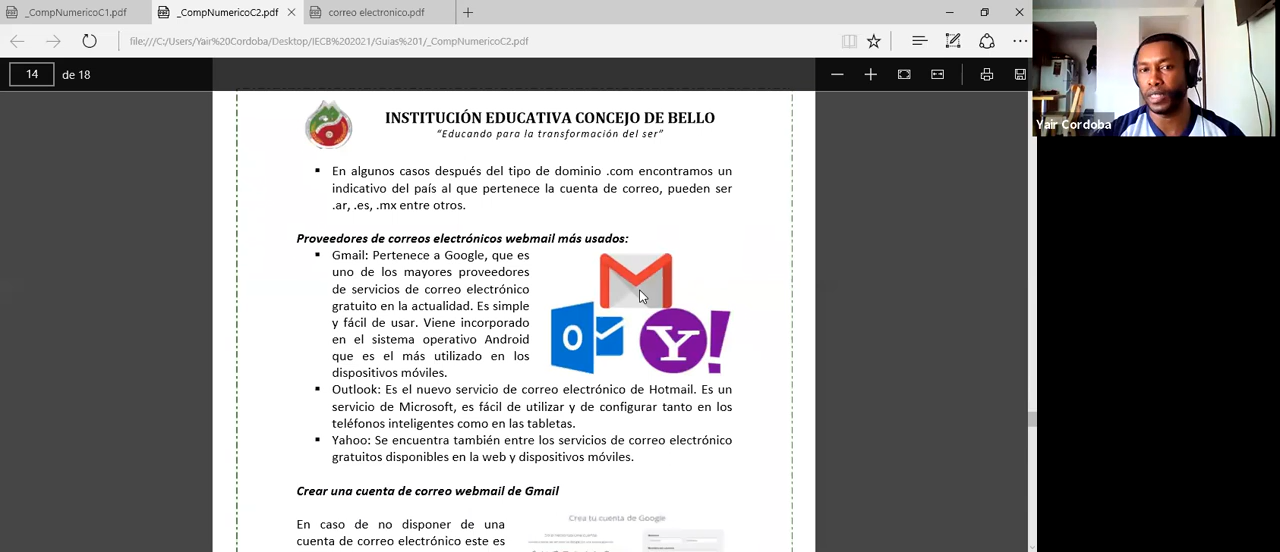 _CompNumericoC1.pdf
_CompNumericoC2.pdf
correo electronico.pdf
file:///C:/Users/Yair%20Cordoba/Desktop/IECB%202021/Guias%201/_CompNumericoC2.pdf
14 de 18
Yair Cordoba
INSTITUCIÓN EDUCATIVA CONCEJO DE BELLO
“Educando para la transformación del ser”
▪ En algunos casos después del tipo de dominio .com encontramos un
indicativo del país al que pertenece la cuenta de correo, pueden ser
.ar, .es, .mx entre otros.
Proveedores de correos electrónicos webmail más usados:
▪ Gmail: Pertenece a Google, que es
uno de los mayores proveedores
de servicios de correo electrónico
gratuito en la actualidad. Es simple
y fácil de usar. Viene incorporado
en el sistema operativo Android
que es el más utilizado en los
dispositivos móviles.
▪ Outlook: Es el nuevo servicio de correo electrónico de Hotmail. Es un
servicio de Microsoft, es fácil de utilizar y de configurar tanto en los
teléfonos inteligentes como en las tabletas.
▪ Yahoo: Se encuentra también entre los servicios de correo electrónico
gratuitos disponibles en la web y dispositivos móviles.
Crear una cuenta de correo webmail de Gmail
En caso de no disponer de una
cuenta de correo electrónico este es
Crea tu cuenta de Google